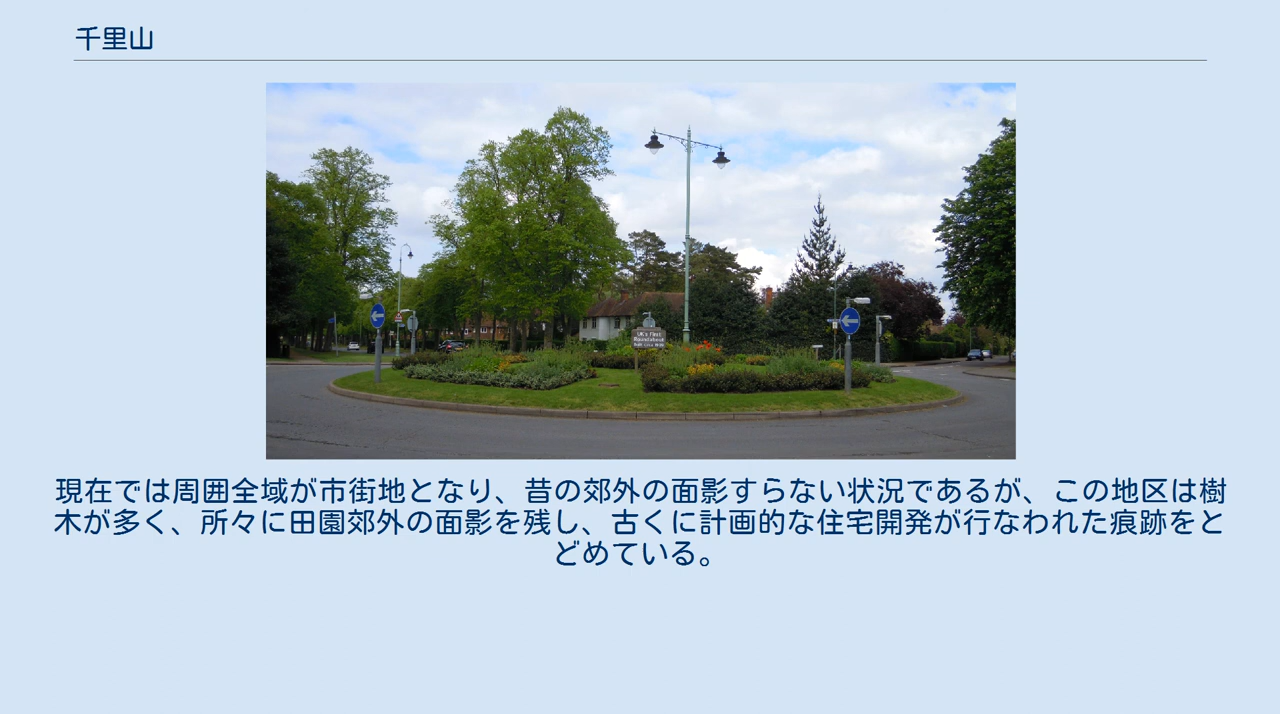 千里山
UK's First
Roundabout
Built circa 1909
現在では周囲全域が市街地となり、昔の郊外の面影すらない状況であるが、この地区は樹
木が多く、所々に田園郊外の面影を残し、古くに計画的な住宅開発が行なわれた痕跡をと
どめている。